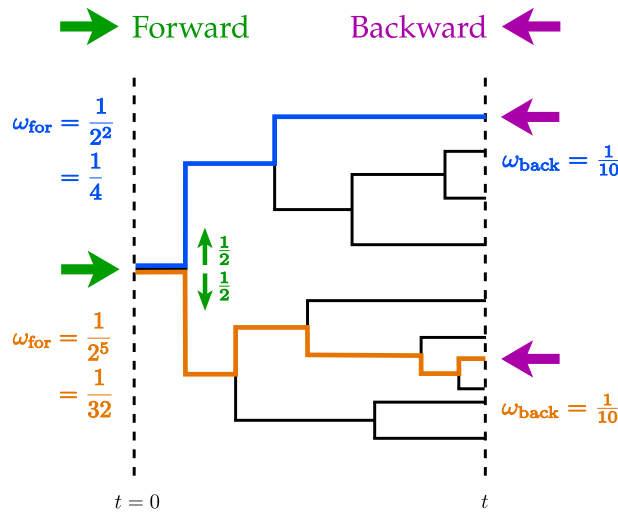 Forward
Backward
ω_for = 1/2²
= 1/4
ω_back = 1/10
1/2
1/2
ω_for = 1/2⁵
= 1/32
ω_back = 1/10
t = 0
t